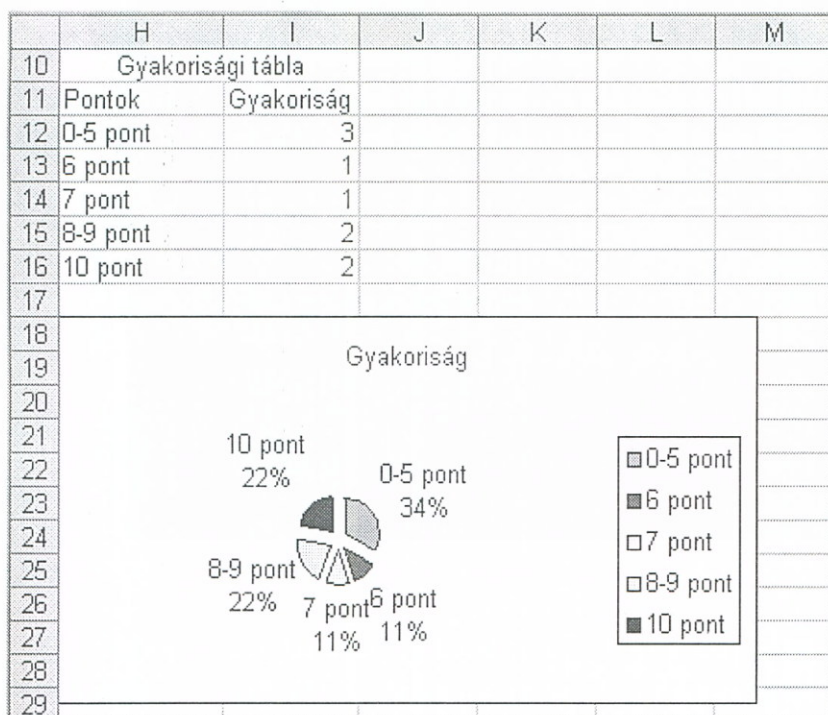 H I J K L M
10 Gyakorisági tábla
11 Pontok Gyakoriság
12 0-5 pont 3
13 6 pont 1
14 7 pont 1
15 8-9 pont 2
16 10 pont 2
17
18
19
20
21
22
23
24
25
26
27
28
29
Gyakoriság
10 pont
22%
0-5 pont
34%
8-9 pont
22%
7 pont
11%
6 pont
11%
0-5 pont
6 pont
7 pont
8-9 pont
10 pont